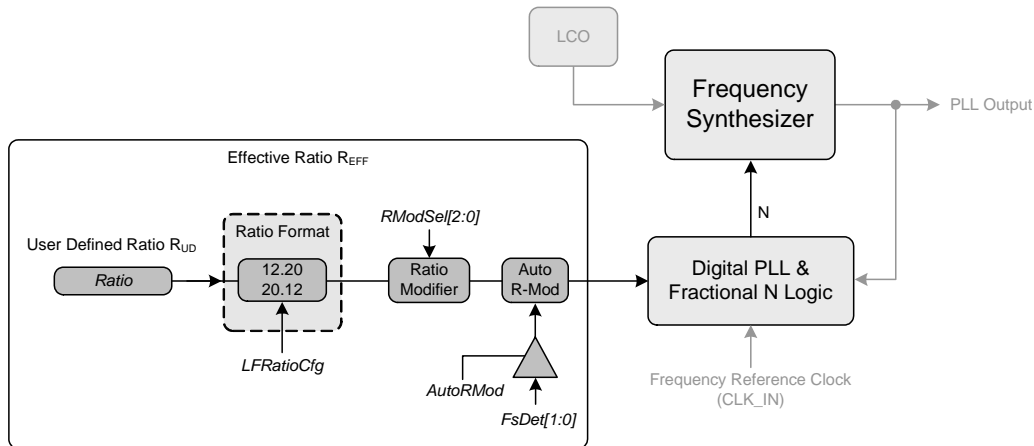 LCO
Frequency
Synthesizer
PLL Output
Effective Ratio R_EFF
N
RModSel[2:0]
User Defined Ratio R_UD
Ratio Format
Ratio
12.20
20.12
Ratio
Modifier
Auto
R-Mod
Digital PLL &
Fractional N Logic
LFRatioCfg
AutoRMod
FsDet[1:0]
Frequency Reference Clock
(CLK_IN)